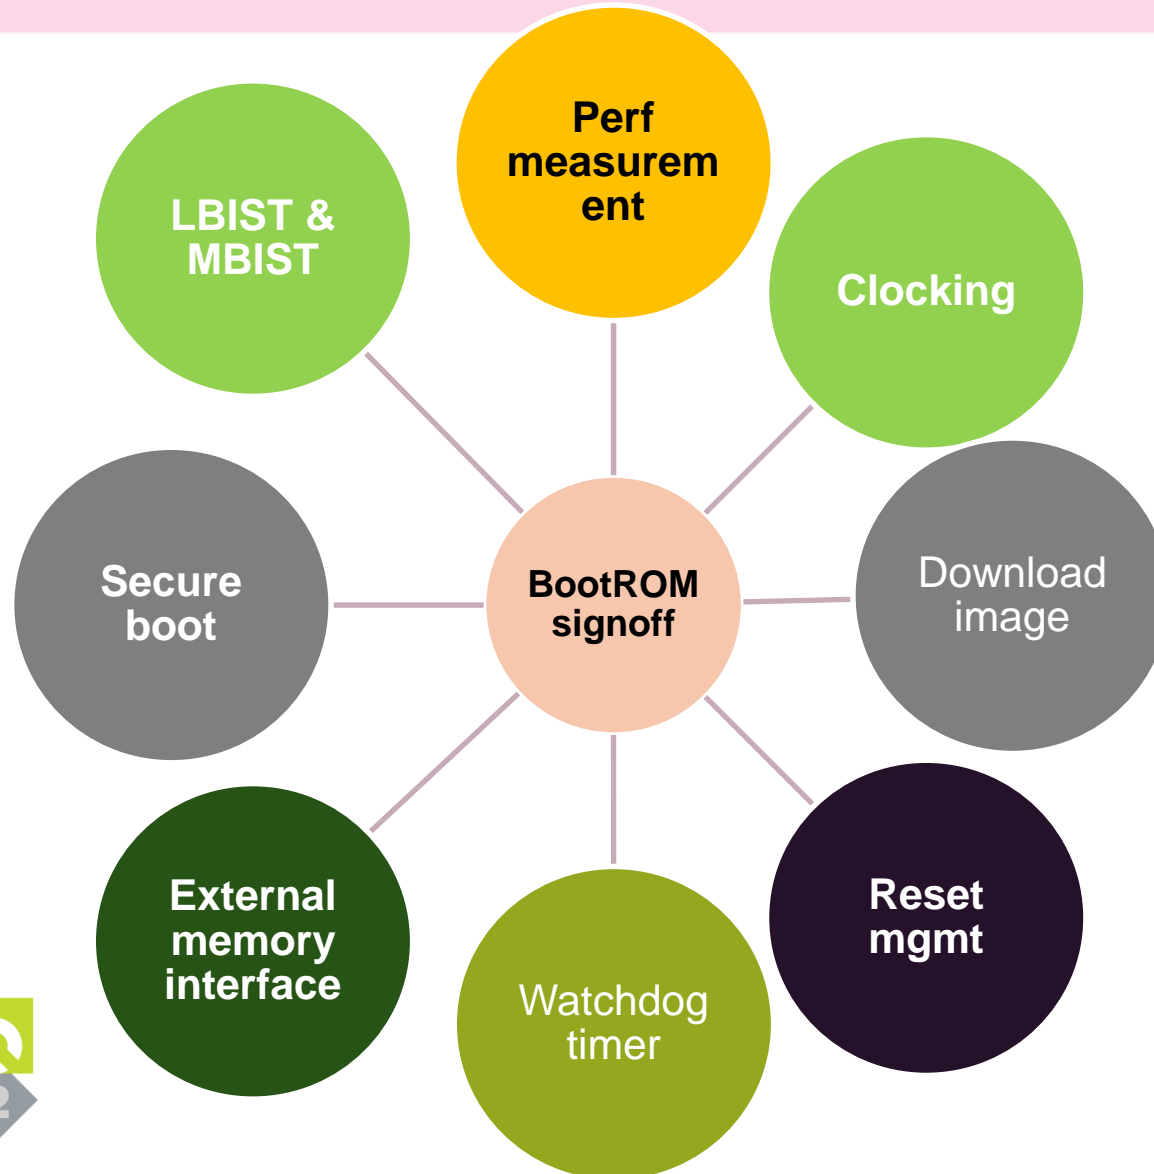 Perf
measurem
ent
LBIST &
MBIST
Clocking
Download
image
Secure
boot
BootROM
signoff
Reset
mgmt
External
memory
interface
Watchdog
timer
2